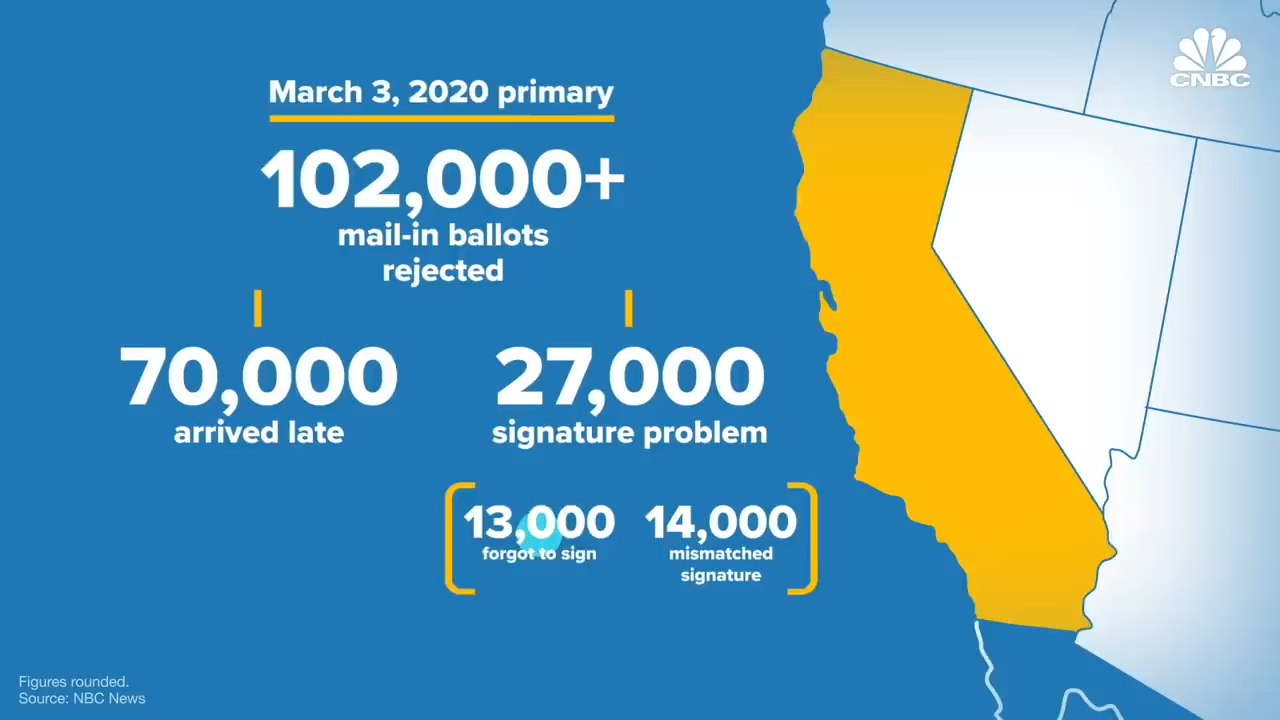 CNBC
March 3, 2020 primary
102,000+
mail-in ballots
rejected
70,000
arrived late
27,000
signature problem
13,000
forgot to sign
14,000
mismatched
signature
Figures rounded.
Source: NBC News